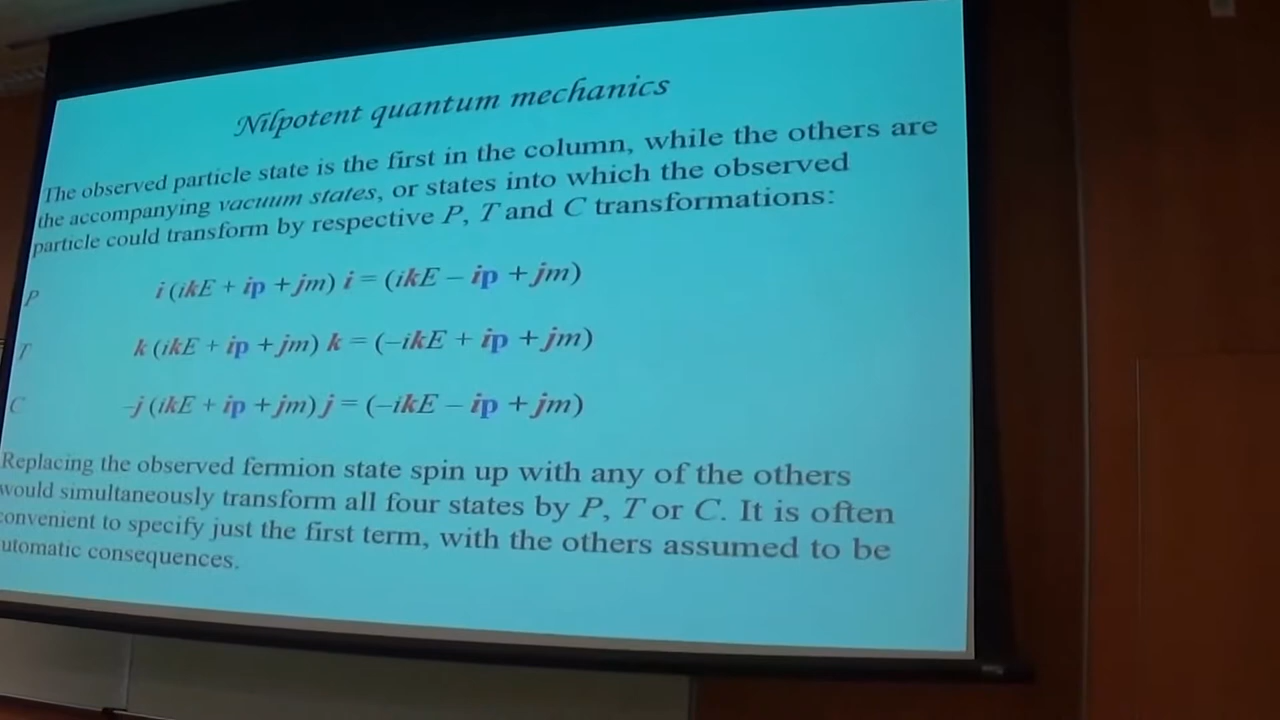 Nilpotent quantum mechanics
The observed particle state is the first in the column, while the others are
the accompanying vacuum states, or states into which the observed
particle could transform by respective P, T and C transformations:
P i (ikE + ip + jm) i = (ikE – ip + jm)
T k (ikE + ip + jm) k = (–ikE + ip + jm)
C -j (ikE + ip + jm) j = (–ikE – ip + jm)
Replacing the observed fermion state spin up with any of the others
would simultaneously transform all four states by P, T or C. It is often
convenient to specify just the first term, with the others assumed to be
utomatic consequences.